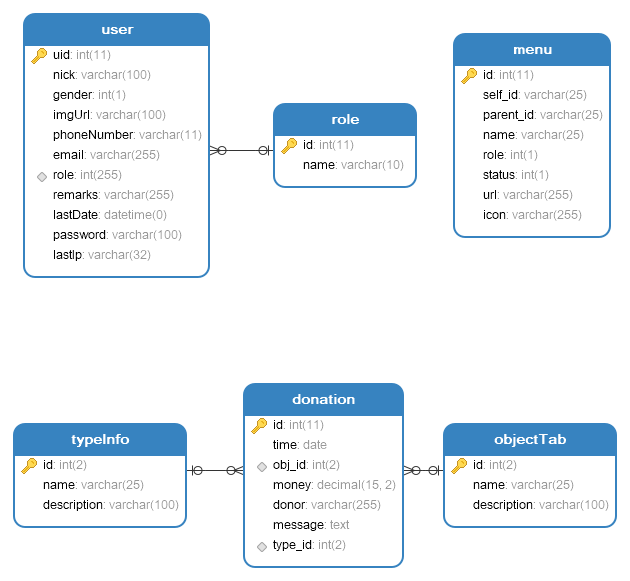 user
uid: int(11)
nick: varchar(100)
gender: int(1)
imgUrl: varchar(100)
phoneNumber: varchar(11)
email: varchar(255)
role: int(255)
remarks: varchar(255)
lastDate: datetime(0)
password: varchar(100)
lastIp: varchar(32)
role
id: int(11)
name: varchar(10)
menu
id: int(11)
self_id: varchar(25)
parent_id: varchar(25)
name: varchar(25)
role: int(1)
status: int(1)
url: varchar(255)
icon: varchar(255)
typeInfo
id: int(2)
name: varchar(25)
description: varchar(100)
donation
id: int(11)
time: date
obj_id: int(2)
money: decimal(15, 2)
donor: varchar(255)
message: text
type_id: int(2)
objectTab
id: int(2)
name: varchar(25)
description: varchar(100)